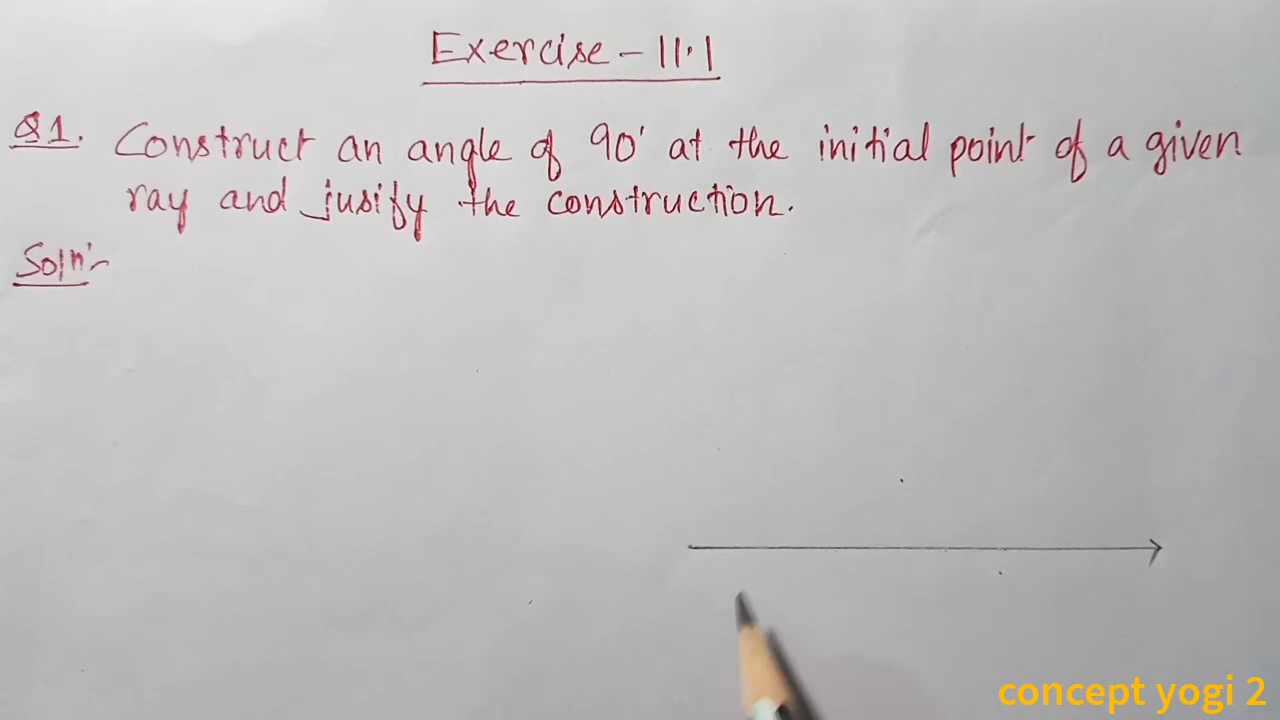 Exercise - 11.1
Q1. Construct an angle of 90° at the initial point of a given
ray and jusify the construction.
Soln:-
concept yogi 2